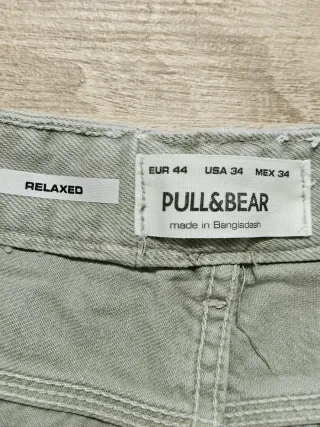 RELAXED
EUR 44 USA 34 MEX 34
PULL&BEAR
made in Bangladesh